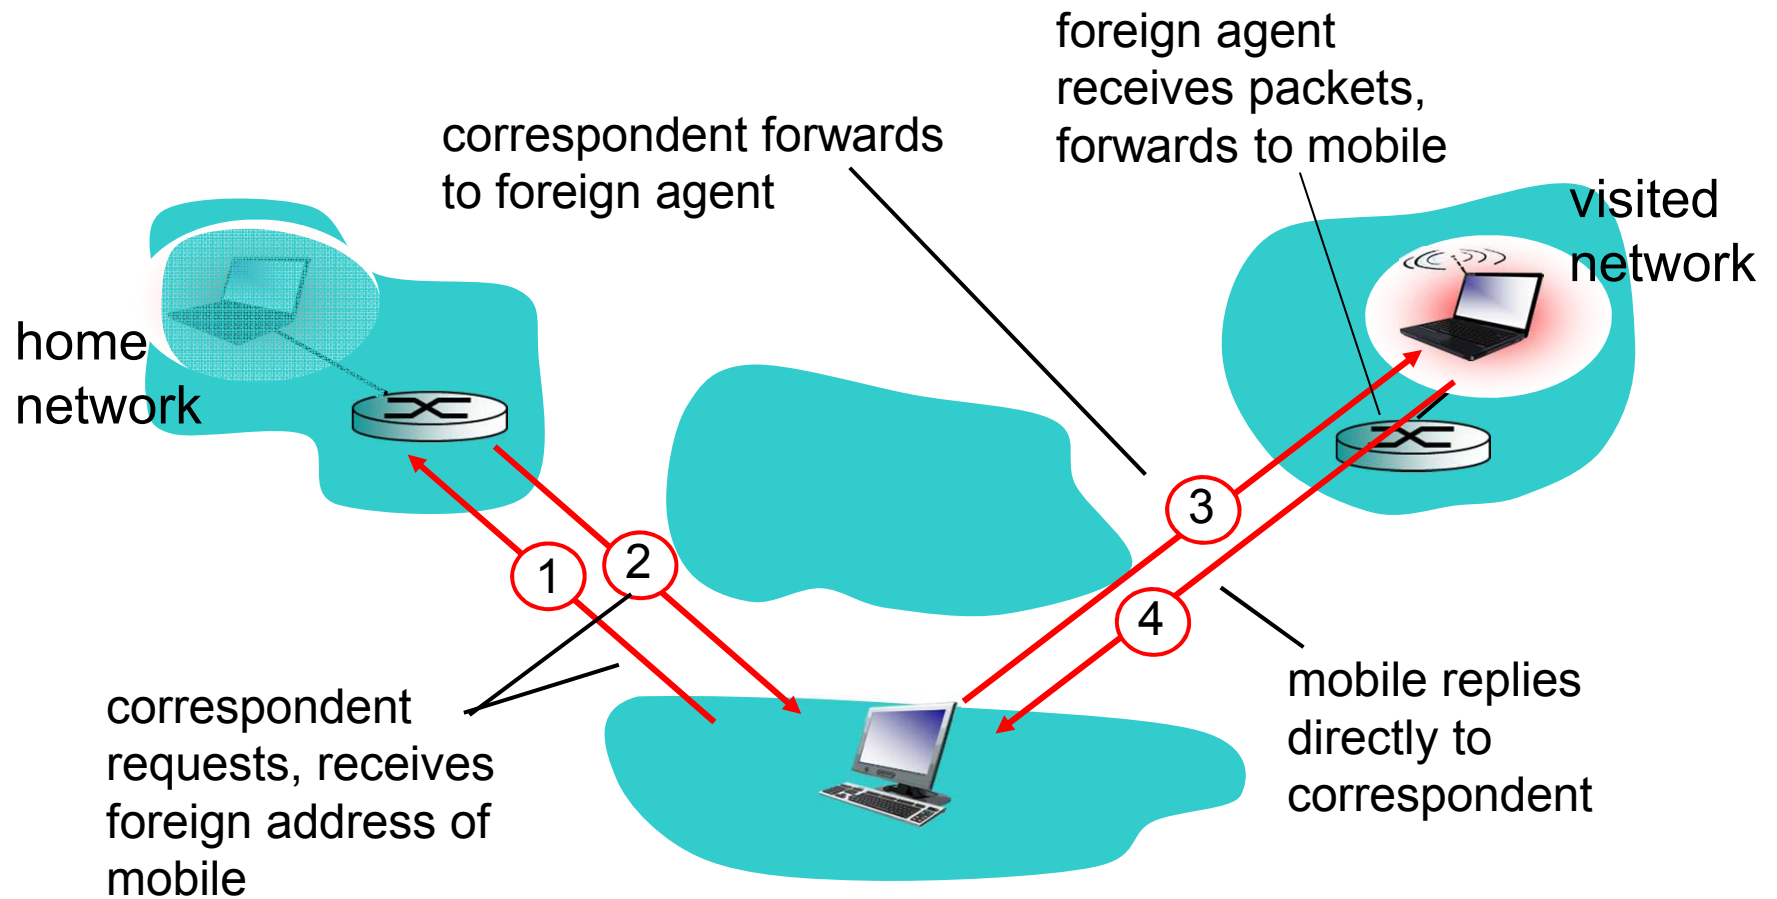 foreign agent
receives packets,
forwards to mobile
correspondent forwards
to foreign agent
visited
network
home
network
3
2
1
4
correspondent
requests, receives
foreign address of
mobile
mobile replies
directly to
correspondent